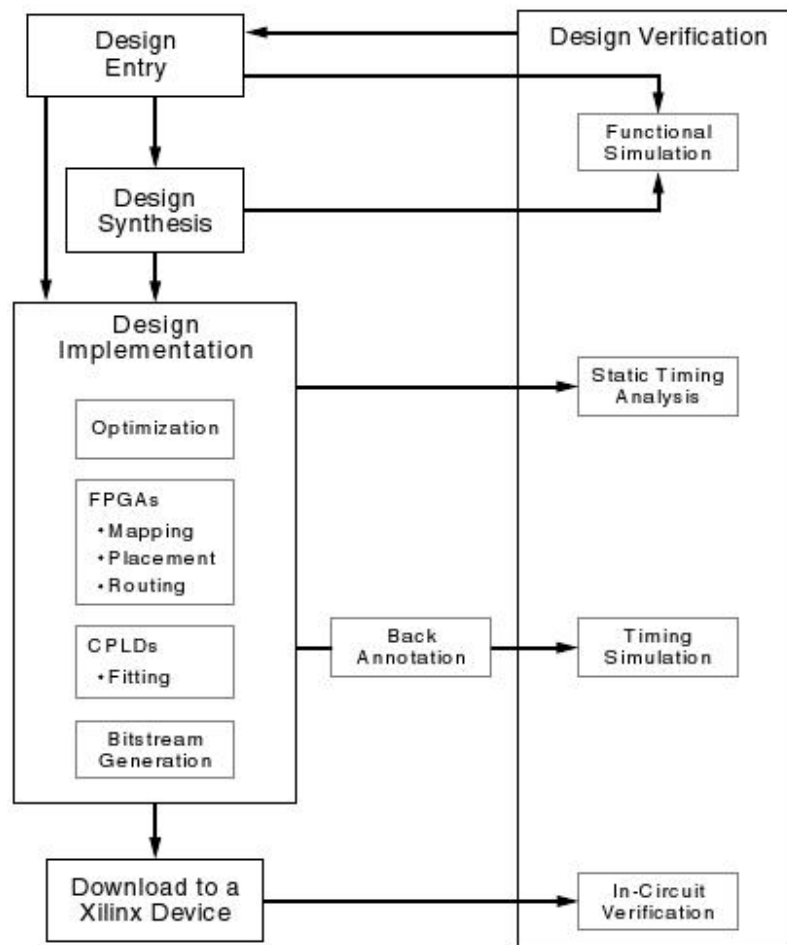 Design
Entry
Design Verification
Functional
Simulation
Design
Synthesis
Design
Implementation
Static Timing
Analysis
Optimization
FPGAs
• Mapping
• Placement
• Routing
Back
Annotation
Timing
Simulation
CPLDs
• Fitting
Bitstream
Generation
Download to a
Xilinx Device
In-Circuit
Verification